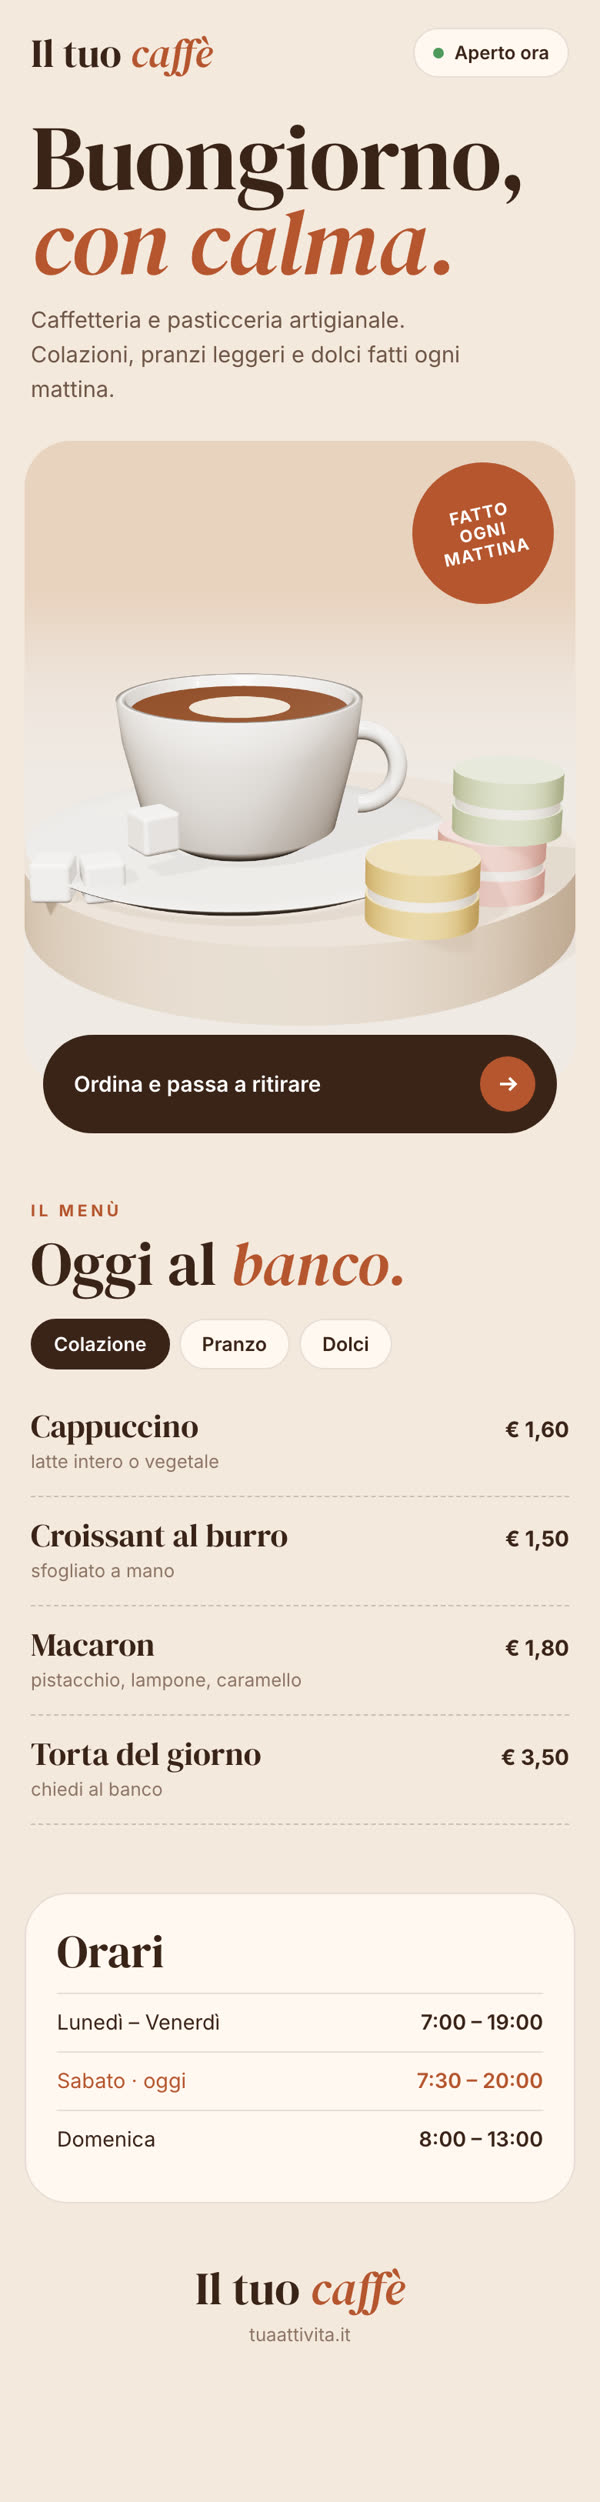 Il tuo caffè
Aperto ora
Buongiorno,
con calma.
Caffetteria e pasticceria artigianale.
Colazioni, pranzi leggeri e dolci fatti ogni
mattina.
FATTO
OGNI
MATTINA
Ordina e passa a ritirare
IL MENÙ
Oggi al banco.
Colazione
Pranzo
Dolci
Cappuccino
€ 1,60
latte intero o vegetale
Croissant al burro
€ 1,50
sfogliato a mano
Macaron
€ 1,80
pistacchio, lampone, caramello
Torta del giorno
€ 3,50
chiedi al banco
Orari
Lunedì – Venerdì
7:00 – 19:00
Sabato · oggi
7:30 – 20:00
Domenica
8:00 – 13:00
Il tuo caffè
tuaattivita.it